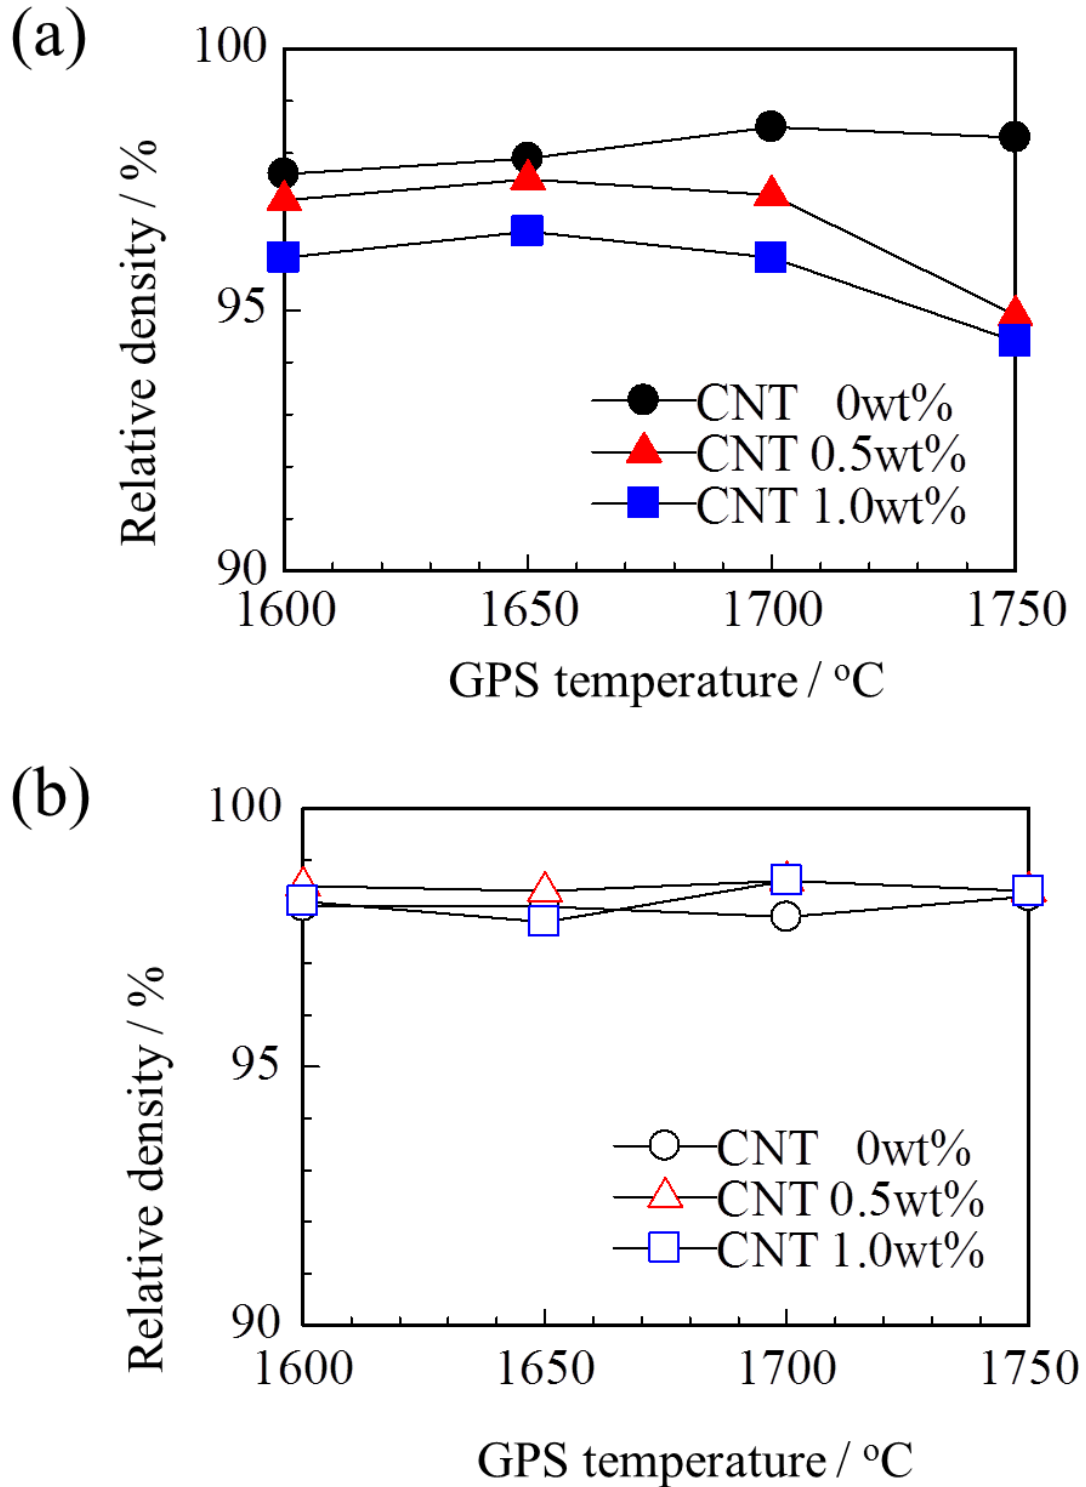 (a)
100
95
90
Relative density / %
CNT 0wt%
CNT 0.5wt%
CNT 1.0wt%
1600 1650 1700 1750
GPS temperature / °C
(b)
100
95
90
Relative density / %
CNT 0wt%
CNT 0.5wt%
CNT 1.0wt%
1600 1650 1700 1750
GPS temperature / °C